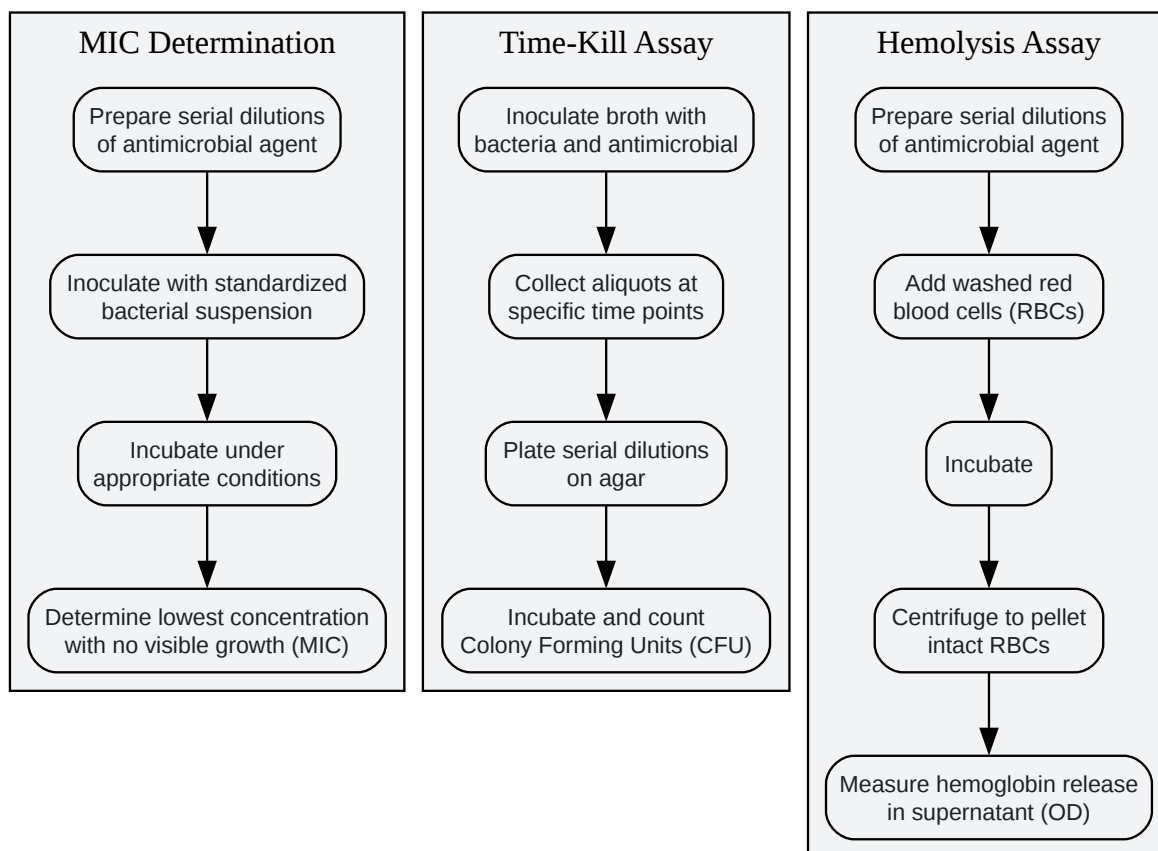 MIC Determination
Prepare serial dilutions
of antimicrobial agent
Inoculate with standardized
bacterial suspension
Incubate under
appropriate conditions
Determine lowest concentration
with no visible growth (MIC)
Time-Kill Assay
Inoculate broth with
bacteria and antimicrobial
Collect aliquots at
specific time points
Plate serial dilutions
on agar
Incubate and count
Colony Forming Units (CFU)
Hemolysis Assay
Prepare serial dilutions
of antimicrobial agent
Add washed red
blood cells (RBCs)
Incubate
Centrifuge to pellet
intact RBCs
Measure hemoglobin release
in supernatant (OD)